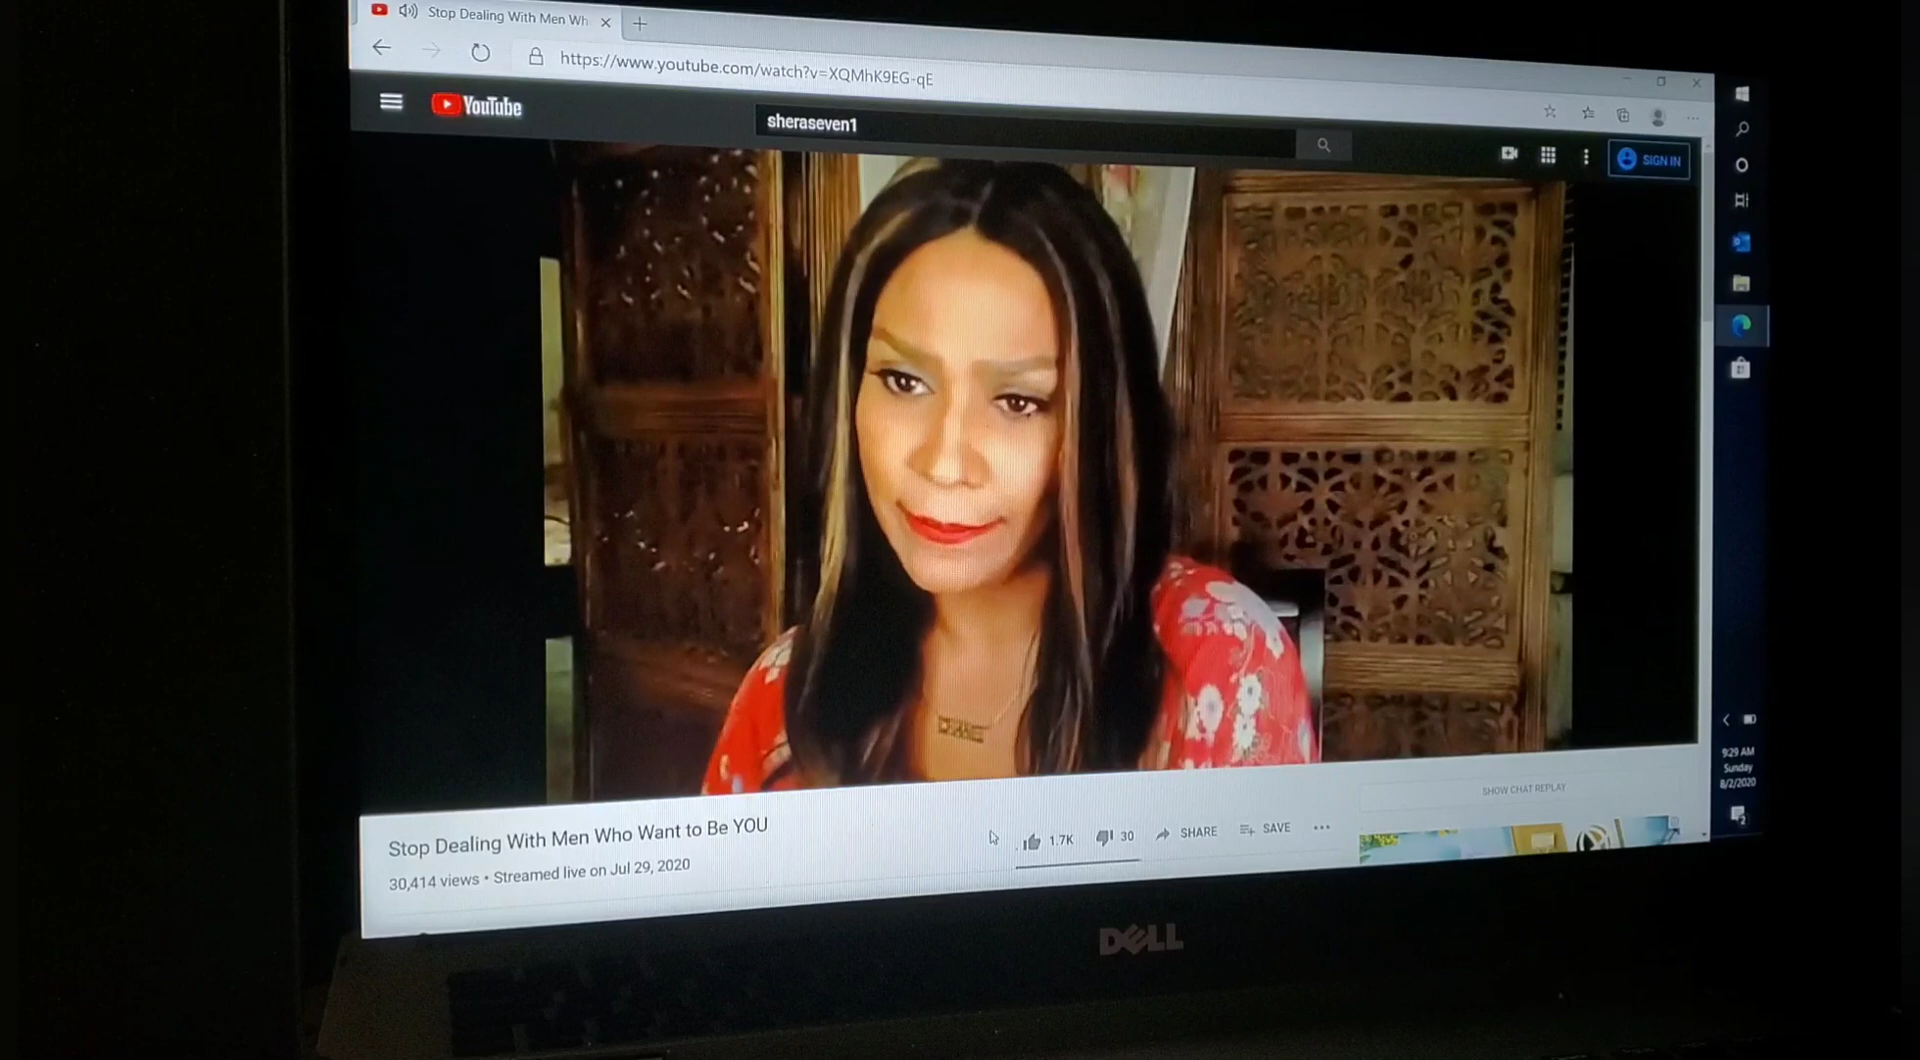 Stop Dealing With Men Wh
https://www.youtube.com/watch?v=XQMhK9EG-qE
YouTube
sheraseven1
SIGN IN
9:29 AM
Sunday
8/2/2020
SHOW CHAT REPLAY
Stop Dealing With Men Who Want to Be YOU
30,414 views • Streamed live on Jul 29, 2020
1.7K
30
SHARE
SAVE
DELL